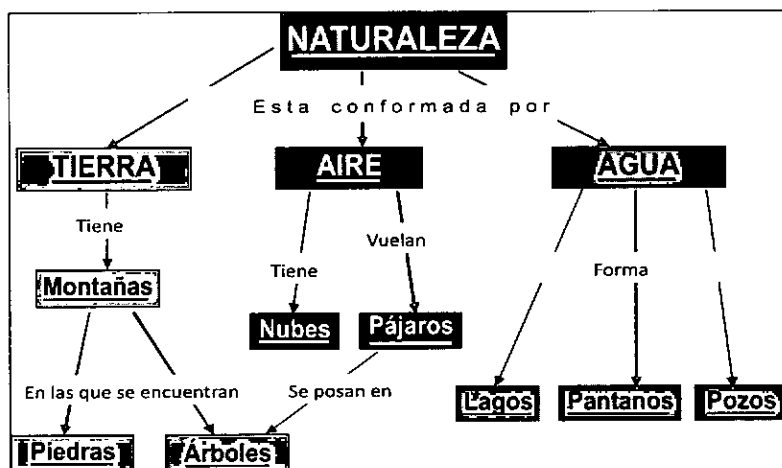 NATURALEZA
Esta conformada por
TIERRA AIRE AGUA
Tiene
Vuelan
Tiene
Forma
Montañas
Nubes Pájaros
En las que se encuentran Se posan en
Lagos Pantanos Pozos
Piedras Árboles